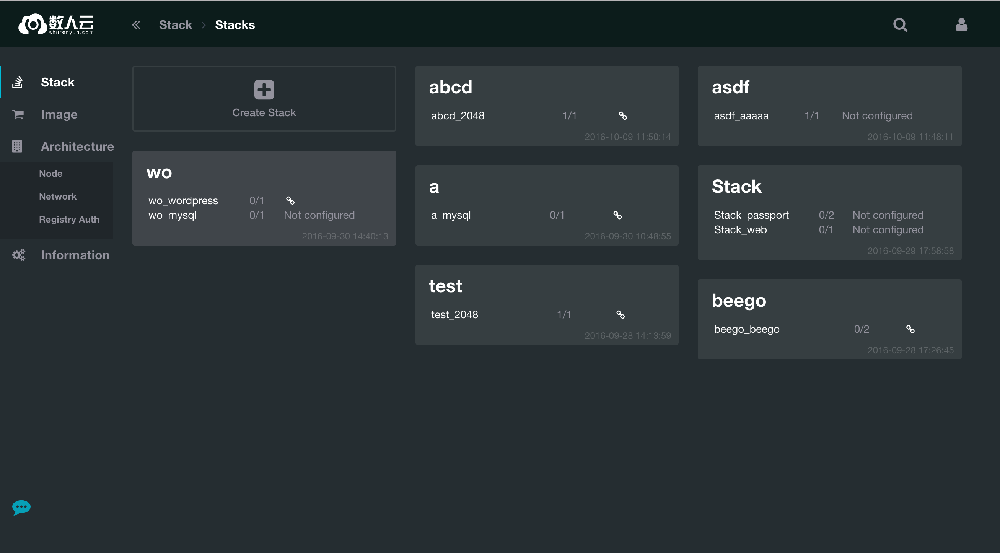 数人云
shurenyun.com
Stack
Stacks
Stack
Image
Architecture
Node
Network
Registry Auth
Information
Create Stack
wo
wo_wordpress 0/1
wo_mysql 0/1 Not configured
2016-09-30 14:40:13
abcd
abcd_2048 1/1
2016-10-09 11:50:14
a
a_mysql 0/1
2016-09-30 10:48:55
test
test_2048 1/1
2016-09-28 14:13:59
asdf
asdf_aaaaa 1/1 Not configured
2016-10-09 11:48:11
Stack
Stack_passport 0/2 Not configured
Stack_web 0/1 Not configured
2016-09-29 17:58:58
beego
beego_beego 0/2
2016-09-28 17:26:45